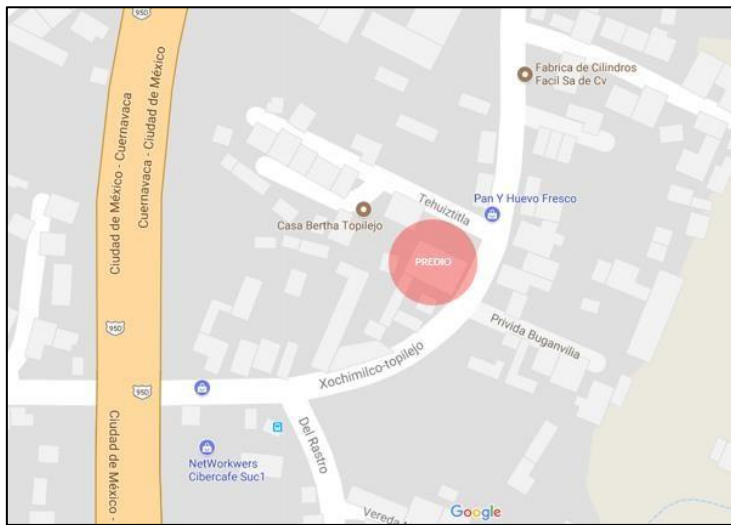 950
Fabrica de Cilindros
Facil Sa de Cv
Ciudad de México - Cuernavaca
Cuernavaca - Ciudad de México
Tehuiztitla
Pan Y Huevo Fresco
Casa Bertha Topilejo
PREDIO
950
Privida Buganvilia
Xochimilco-topilejo
950
Ciudad de México -
Del Rastro
NetWorkwers
Cibercafe Suc1
Vereda
Google